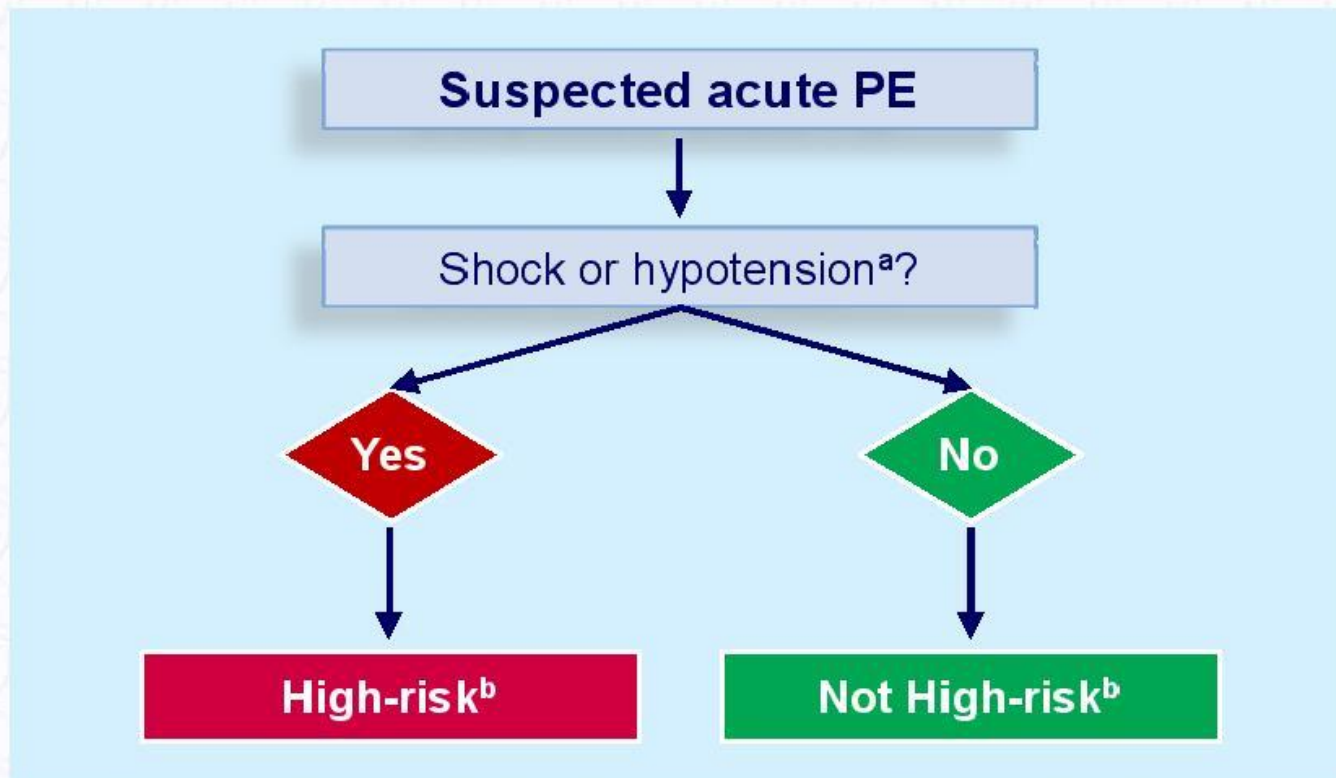 Suspected acute PE
Shock or hypotensionᵃ?
Yes
No
High-riskᵇ
Not High-riskᵇ